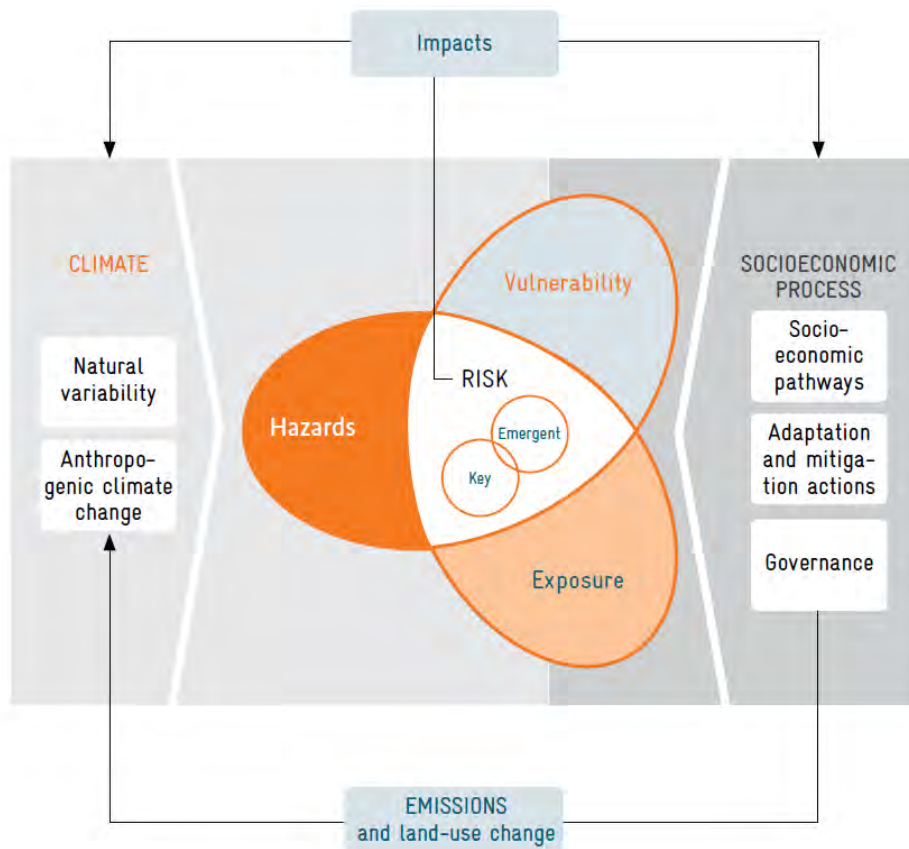 Impacts
CLIMATE
Natural
variability
Anthropo-
genic climate
change
Hazards
Vulnerability
RISK
Emergent
Key
Exposure
SOCIOECONOMIC
PROCESS
Socio-
economic
pathways
Adaptation
and mitiga-
tion actions
Governance
EMISSIONS
and land-use change